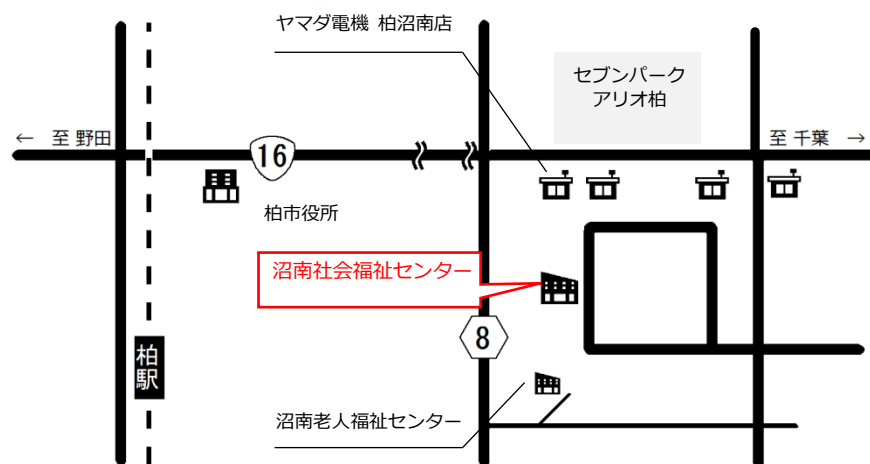 ヤマダ電機 柏沼南店
セブンパーク
アリオ柏
← 至 野田
至 千葉 →
16
柏市役所
沼南社会福祉センター
8
柏駅
沼南老人福祉センター